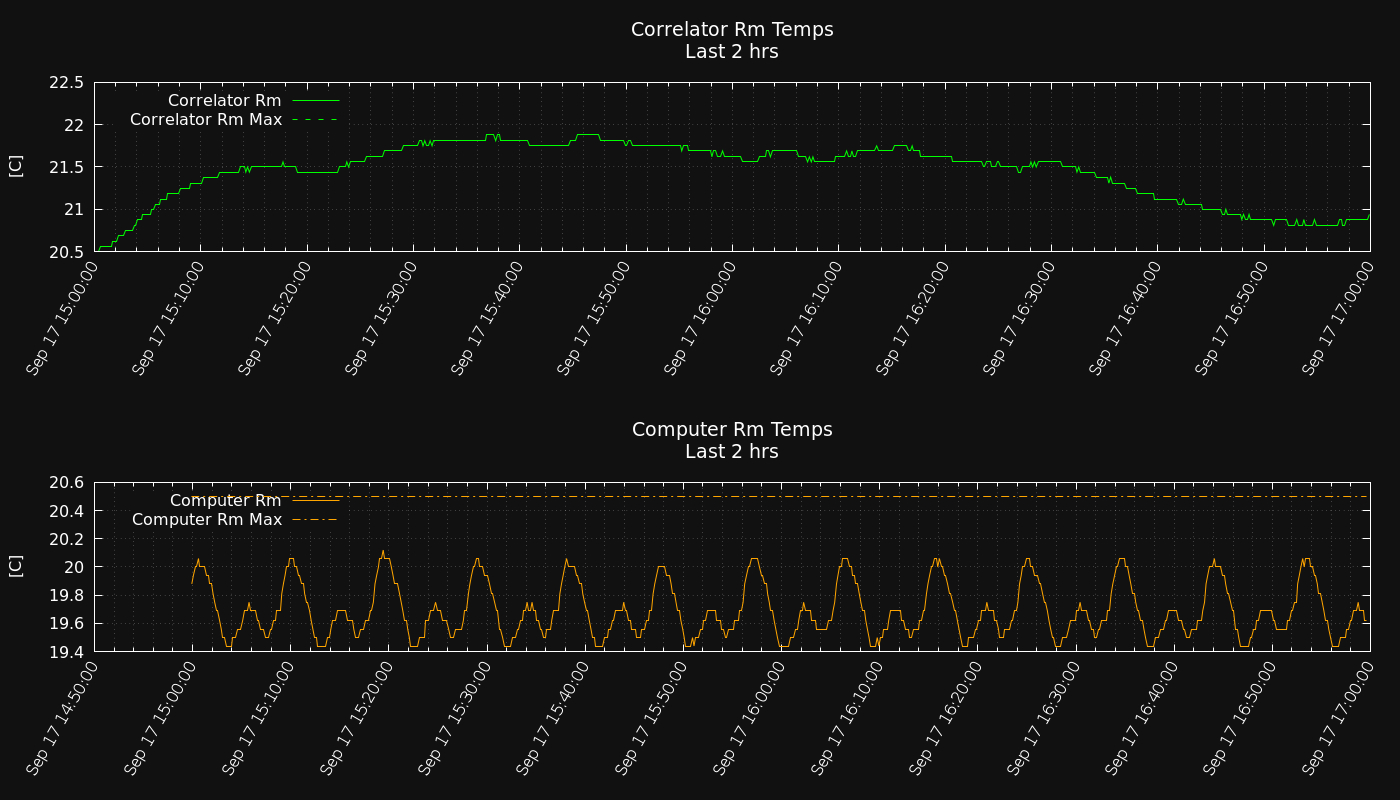 Correlator Rm Temps
Last 2 hrs
22.5
22
21.5
21
20.5
[C]
Correlator Rm
Correlator Rm Max
Sep 17 15:00:00
Sep 17 15:10:00
Sep 17 15:20:00
Sep 17 15:30:00
Sep 17 15:40:00
Sep 17 15:50:00
Sep 17 16:00:00
Sep 17 16:10:00
Sep 17 16:20:00
Sep 17 16:30:00
Sep 17 16:40:00
Sep 17 16:50:00
Sep 17 17:00:00
Computer Rm Temps
Last 2 hrs
20.6
20.4
20.2
20
19.8
19.6
19.4
[C]
Computer Rm
Computer Rm Max
Sep 17 14:50:00
Sep 17 15:00:00
Sep 17 15:10:00
Sep 17 15:20:00
Sep 17 15:30:00
Sep 17 15:40:00
Sep 17 15:50:00
Sep 17 16:00:00
Sep 17 16:10:00
Sep 17 16:20:00
Sep 17 16:30:00
Sep 17 16:40:00
Sep 17 16:50:00
Sep 17 17:00:00